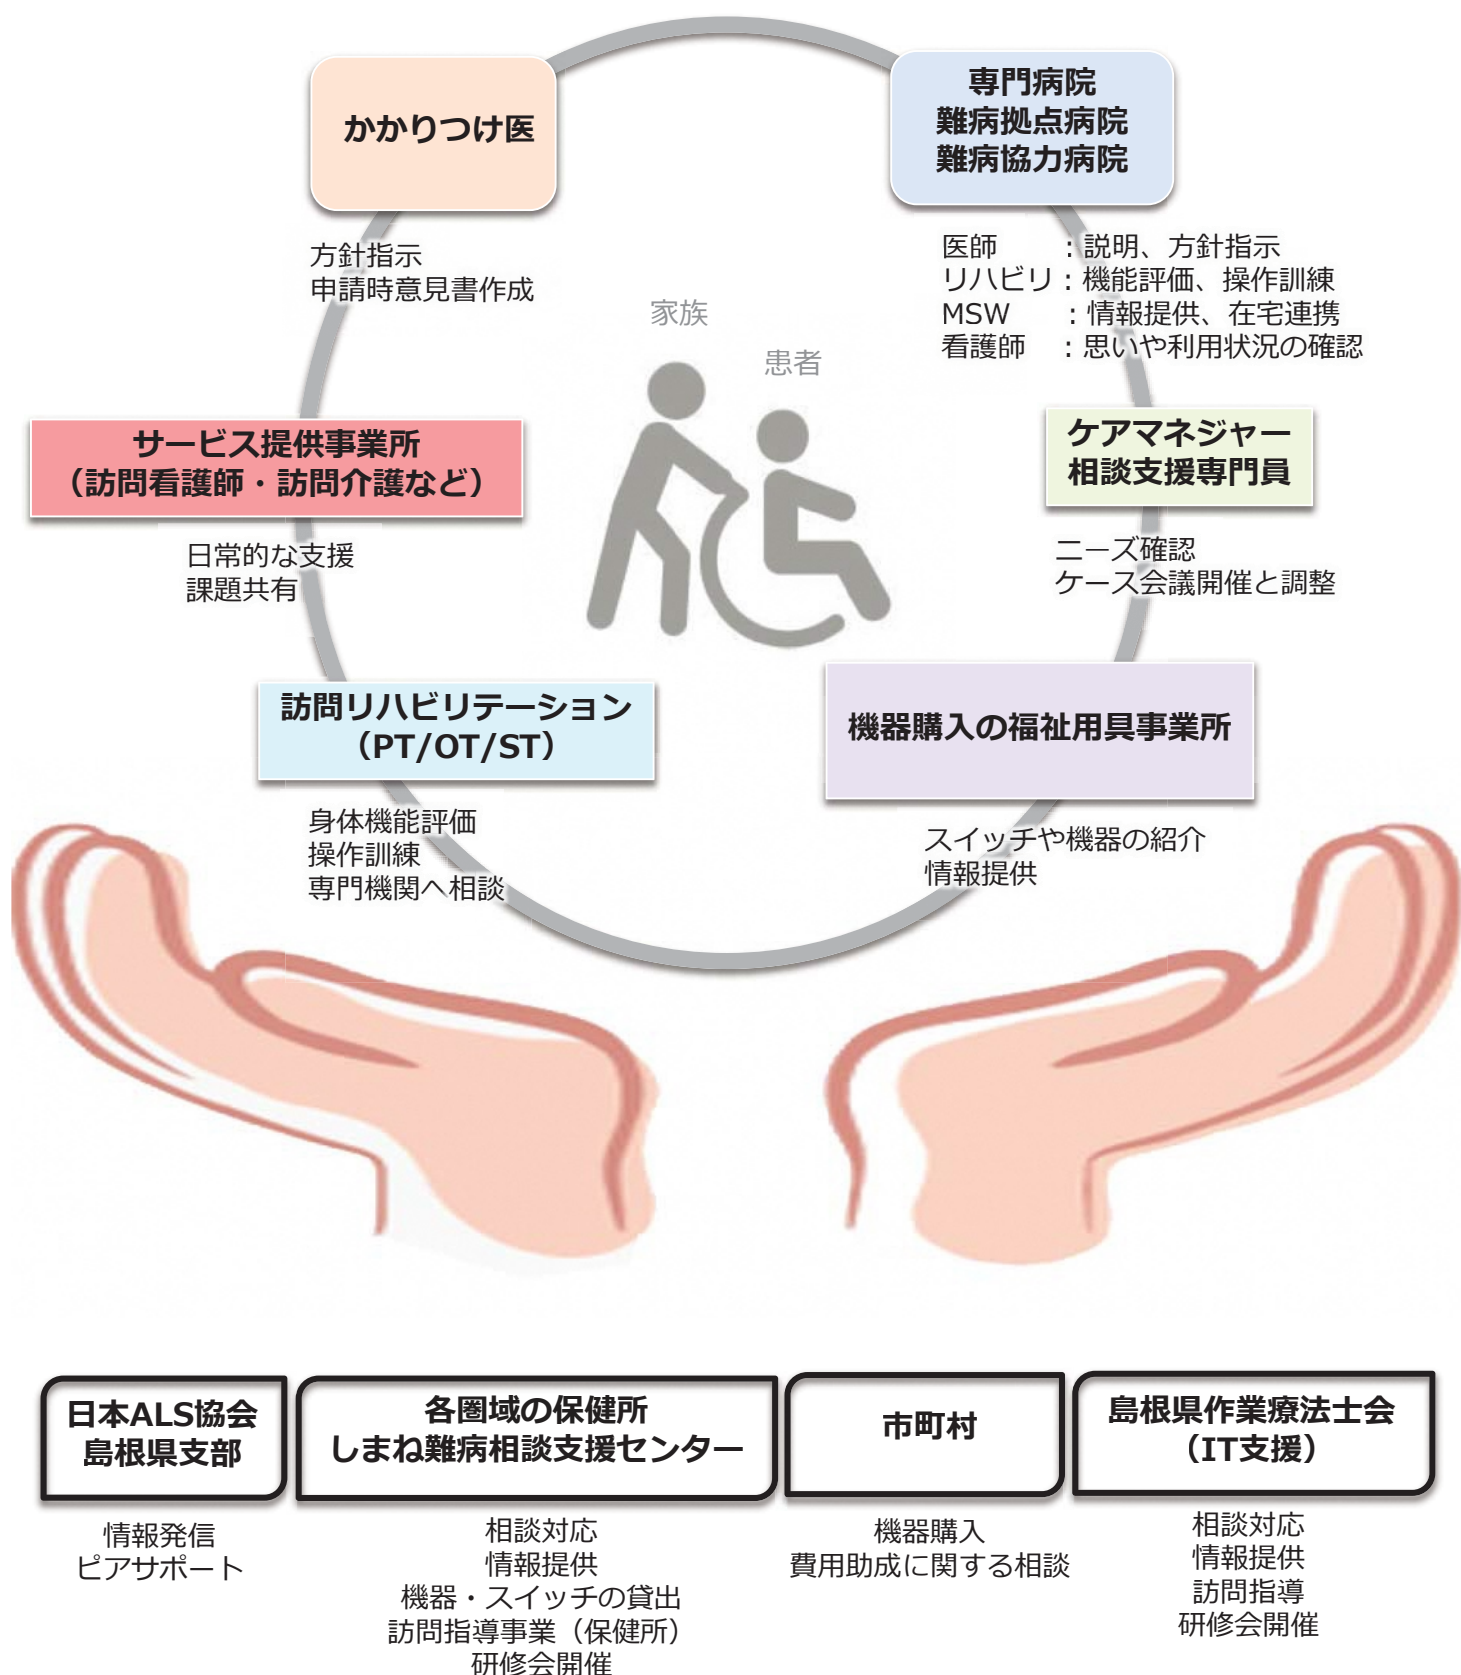 かかりつけ医
方針指示
申請時意見書作成
専門病院
難病拠点病院
難病協力病院
医師　　：説明、方針指示
リハビリ：機能評価、操作訓練
MSW　　：情報提供、在宅連携
看護師　：思いや利用状況の確認
家族
患者
サービス提供事業所
（訪問看護師・訪問介護など）
日常的な支援
課題共有
ケアマネジャー
相談支援専門員
ニーズ確認
ケース会議開催と調整
訪問リハビリテーション
（PT/OT/ST）
身体機能評価
操作訓練
専門機関へ相談
機器購入の福祉用具事業所
スイッチや機器の紹介
情報提供
日本ALS協会
島根県支部
情報発信
ピアサポート
各圏域の保健所
しまね難病相談支援センター
相談対応
情報提供
機器・スイッチの貸出
訪問指導事業（保健所）
研修会開催
市町村
機器購入
費用助成に関する相談
島根県作業療法士会
（IT支援）
相談対応
情報提供
訪問指導
研修会開催